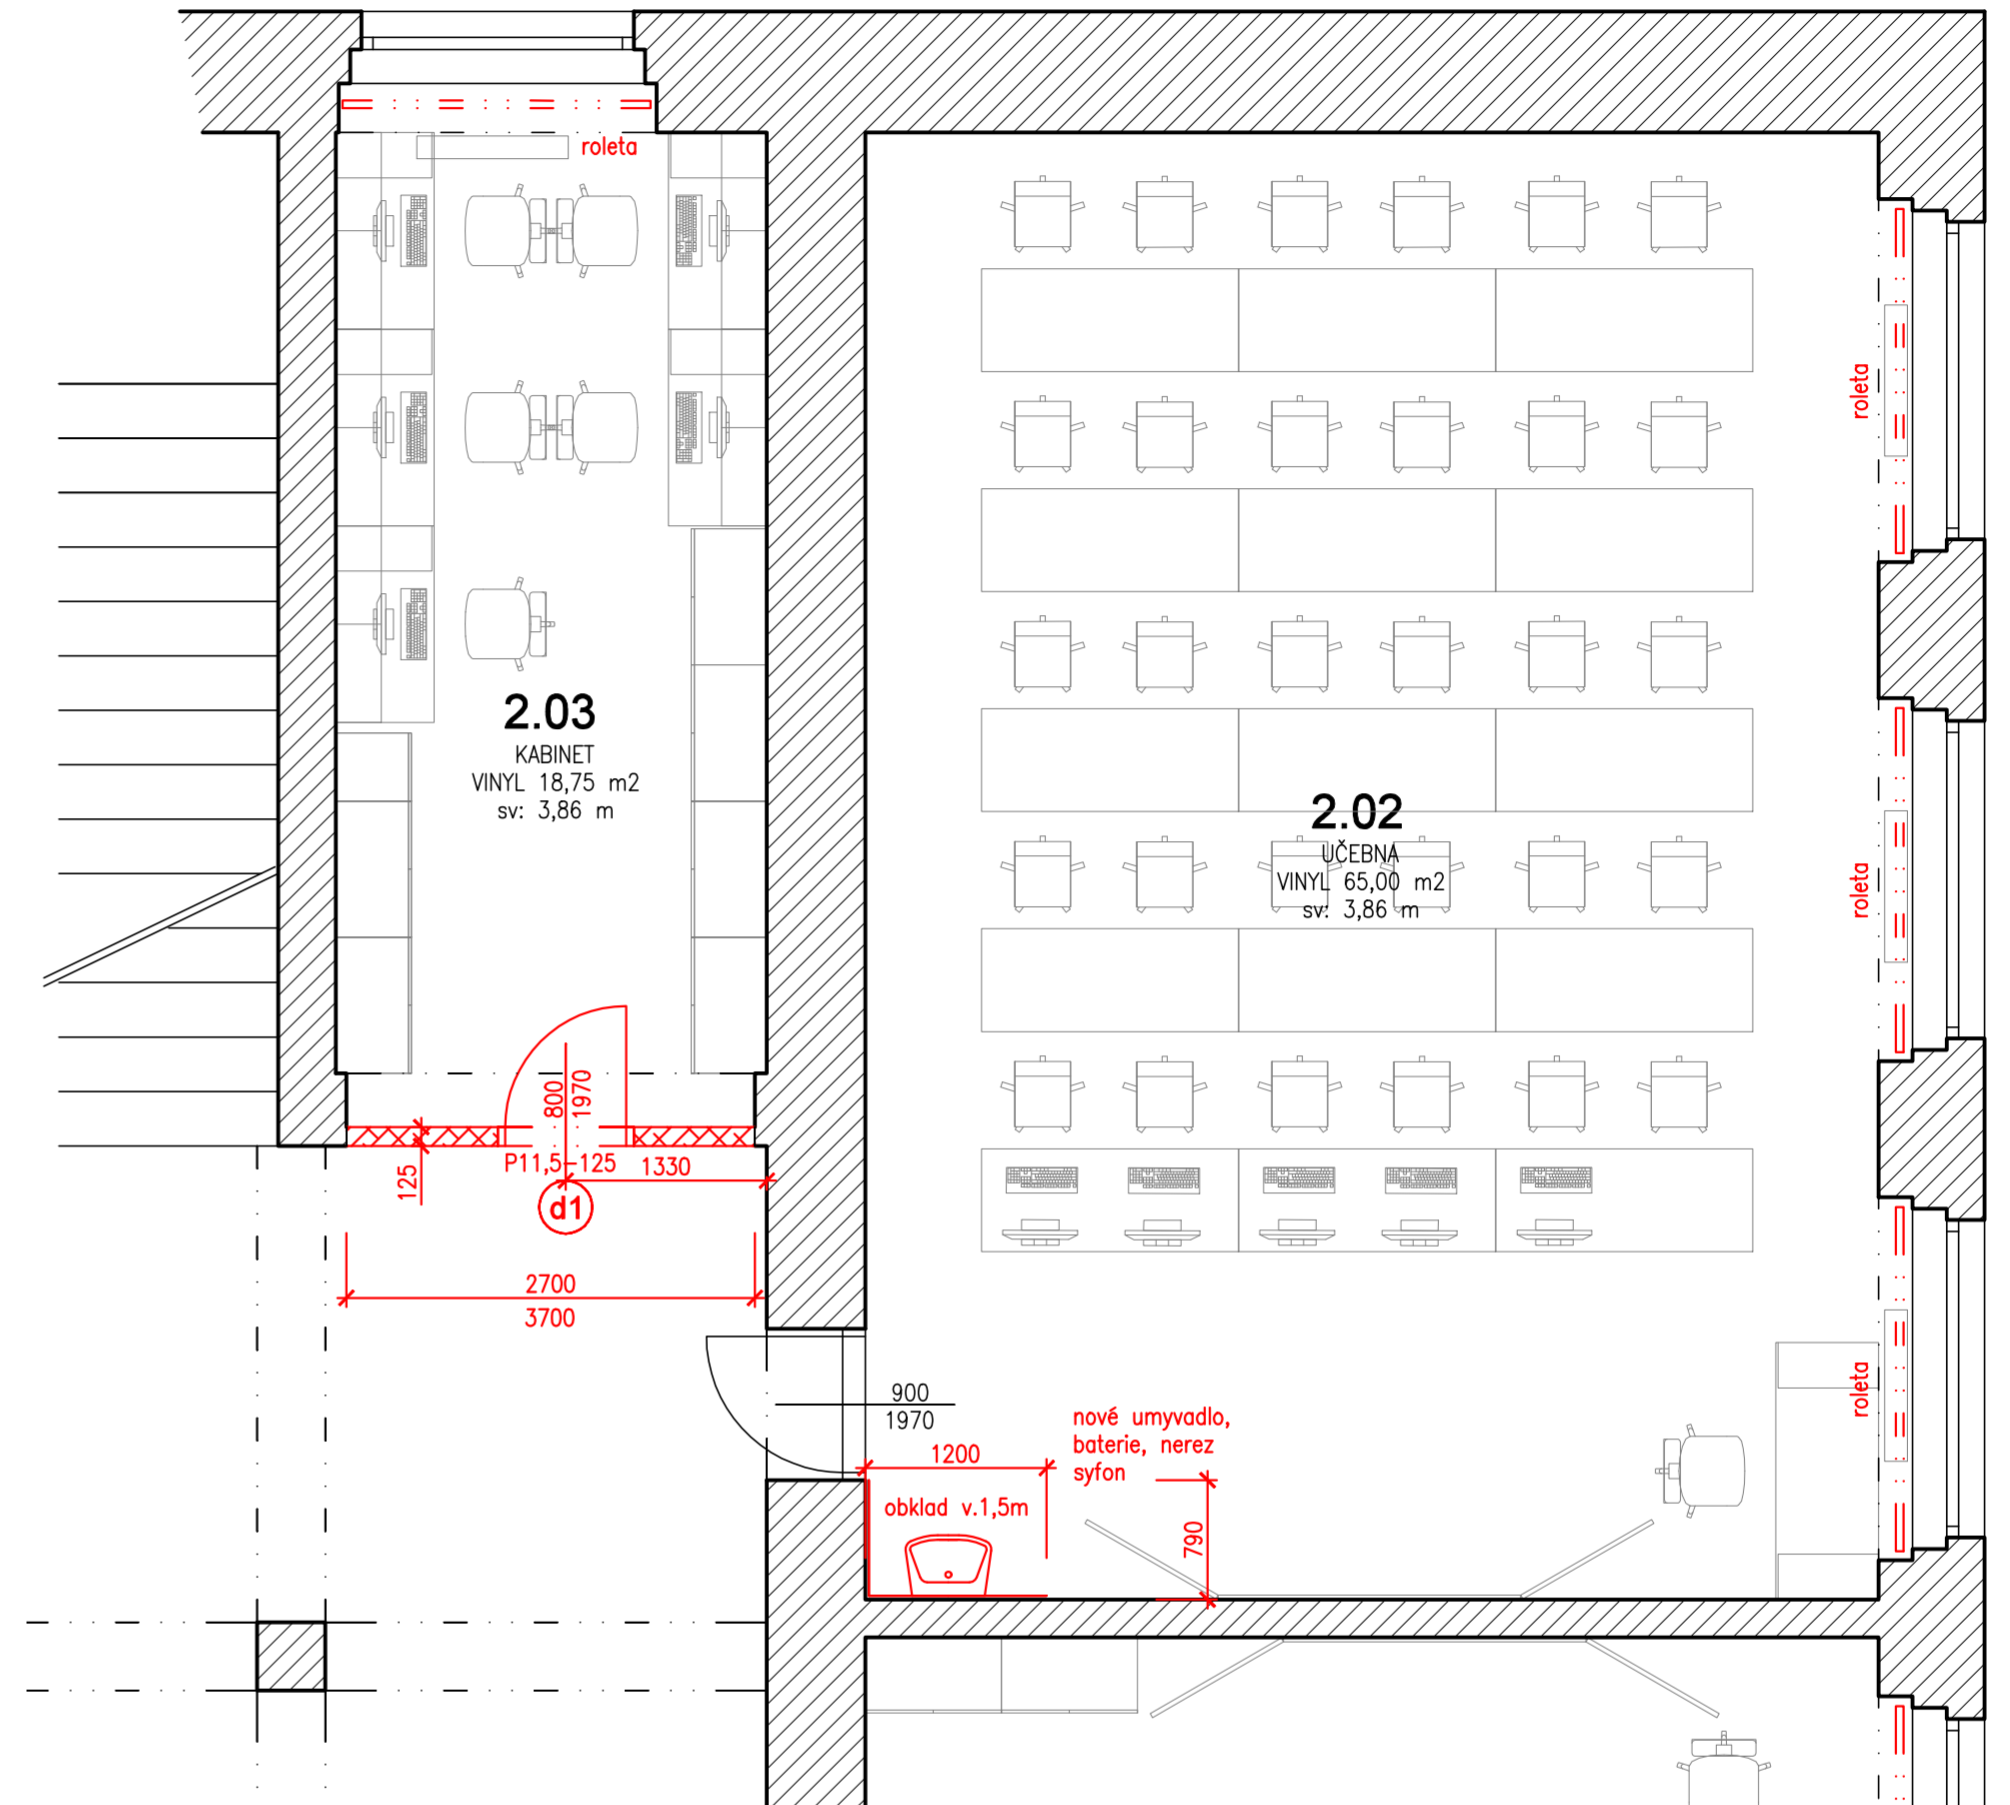 roleta
roleta
2.03
KABINET
VINYL 18,75 m2
sv: 3,86 m
2.02
UČEBNA
VINYL 65,00 m2
sv: 3,86 m
roleta
800
1970
P11,5-125
1330
125
d1
2700
3700
roleta
900
1970
nové umyvadlo,
baterie, nerez
syfon
1200
obklad v.1,5m
790